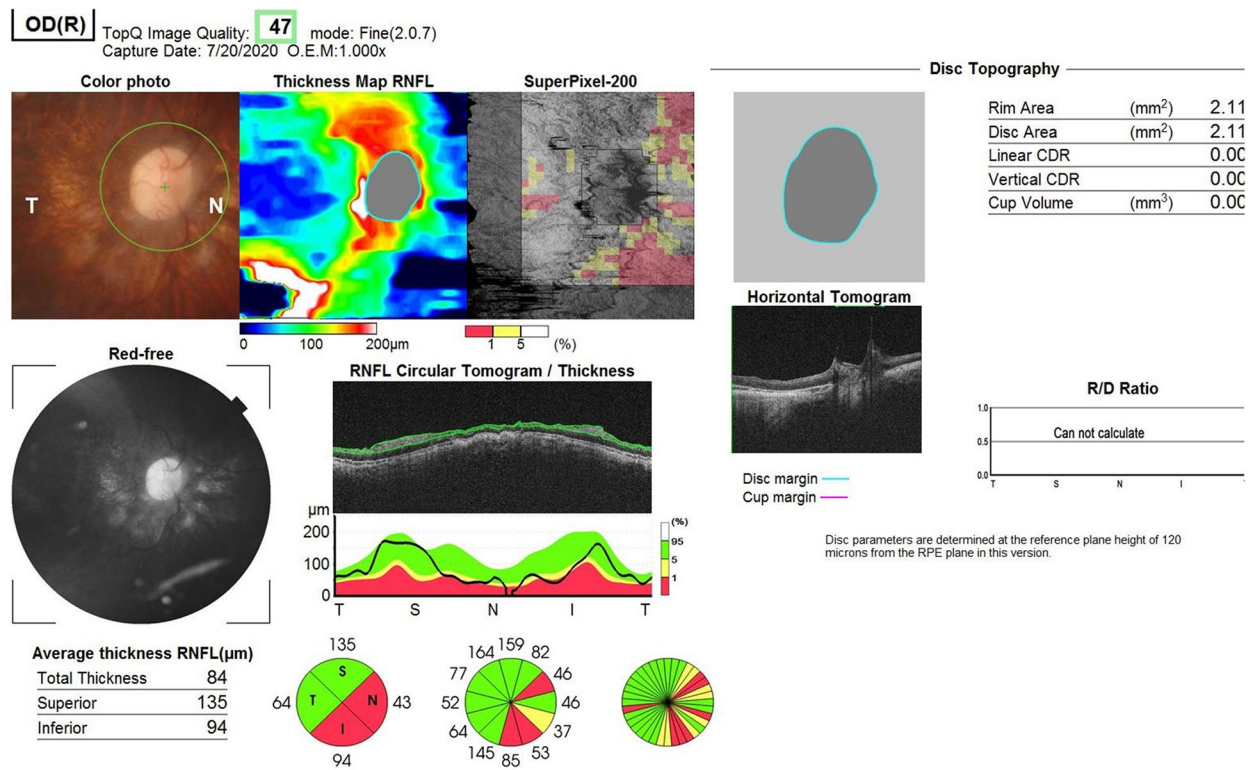 OD(R)
TopQ Image Quality: 47 mode: Fine(2.0.7)
Capture Date: 7/20/2020 O.E.M:1.000x
Color photo
Thickness Map RNFL
SuperPixel-200
T
N
0 100 200μm
1 5 (%)
Disc Topography
Rim Area (mm2) 2.11
Disc Area (mm2) 2.11
Linear CDR 0.00
Vertical CDR 0.00
Cup Volume (mm3) 0.00
Horizontal Tomogram
Disc margin
Cup margin
R/D Ratio
1.0
0.5
0.0
Can not calculate
T S N I
Disc parameters are determined at the reference plane height of 120
microns from the RPE plane in this version.
Red-free
RNFL Circular Tomogram / Thickness
μm
200
100
0
T S N I T
(%)
95
5
1
Average thickness RNFL(μm)
Total Thickness 84
Superior 135
Inferior 94
135
64 43
94
S
T N
I
159
164 82
77 46
52 46
64 37
145 53
85